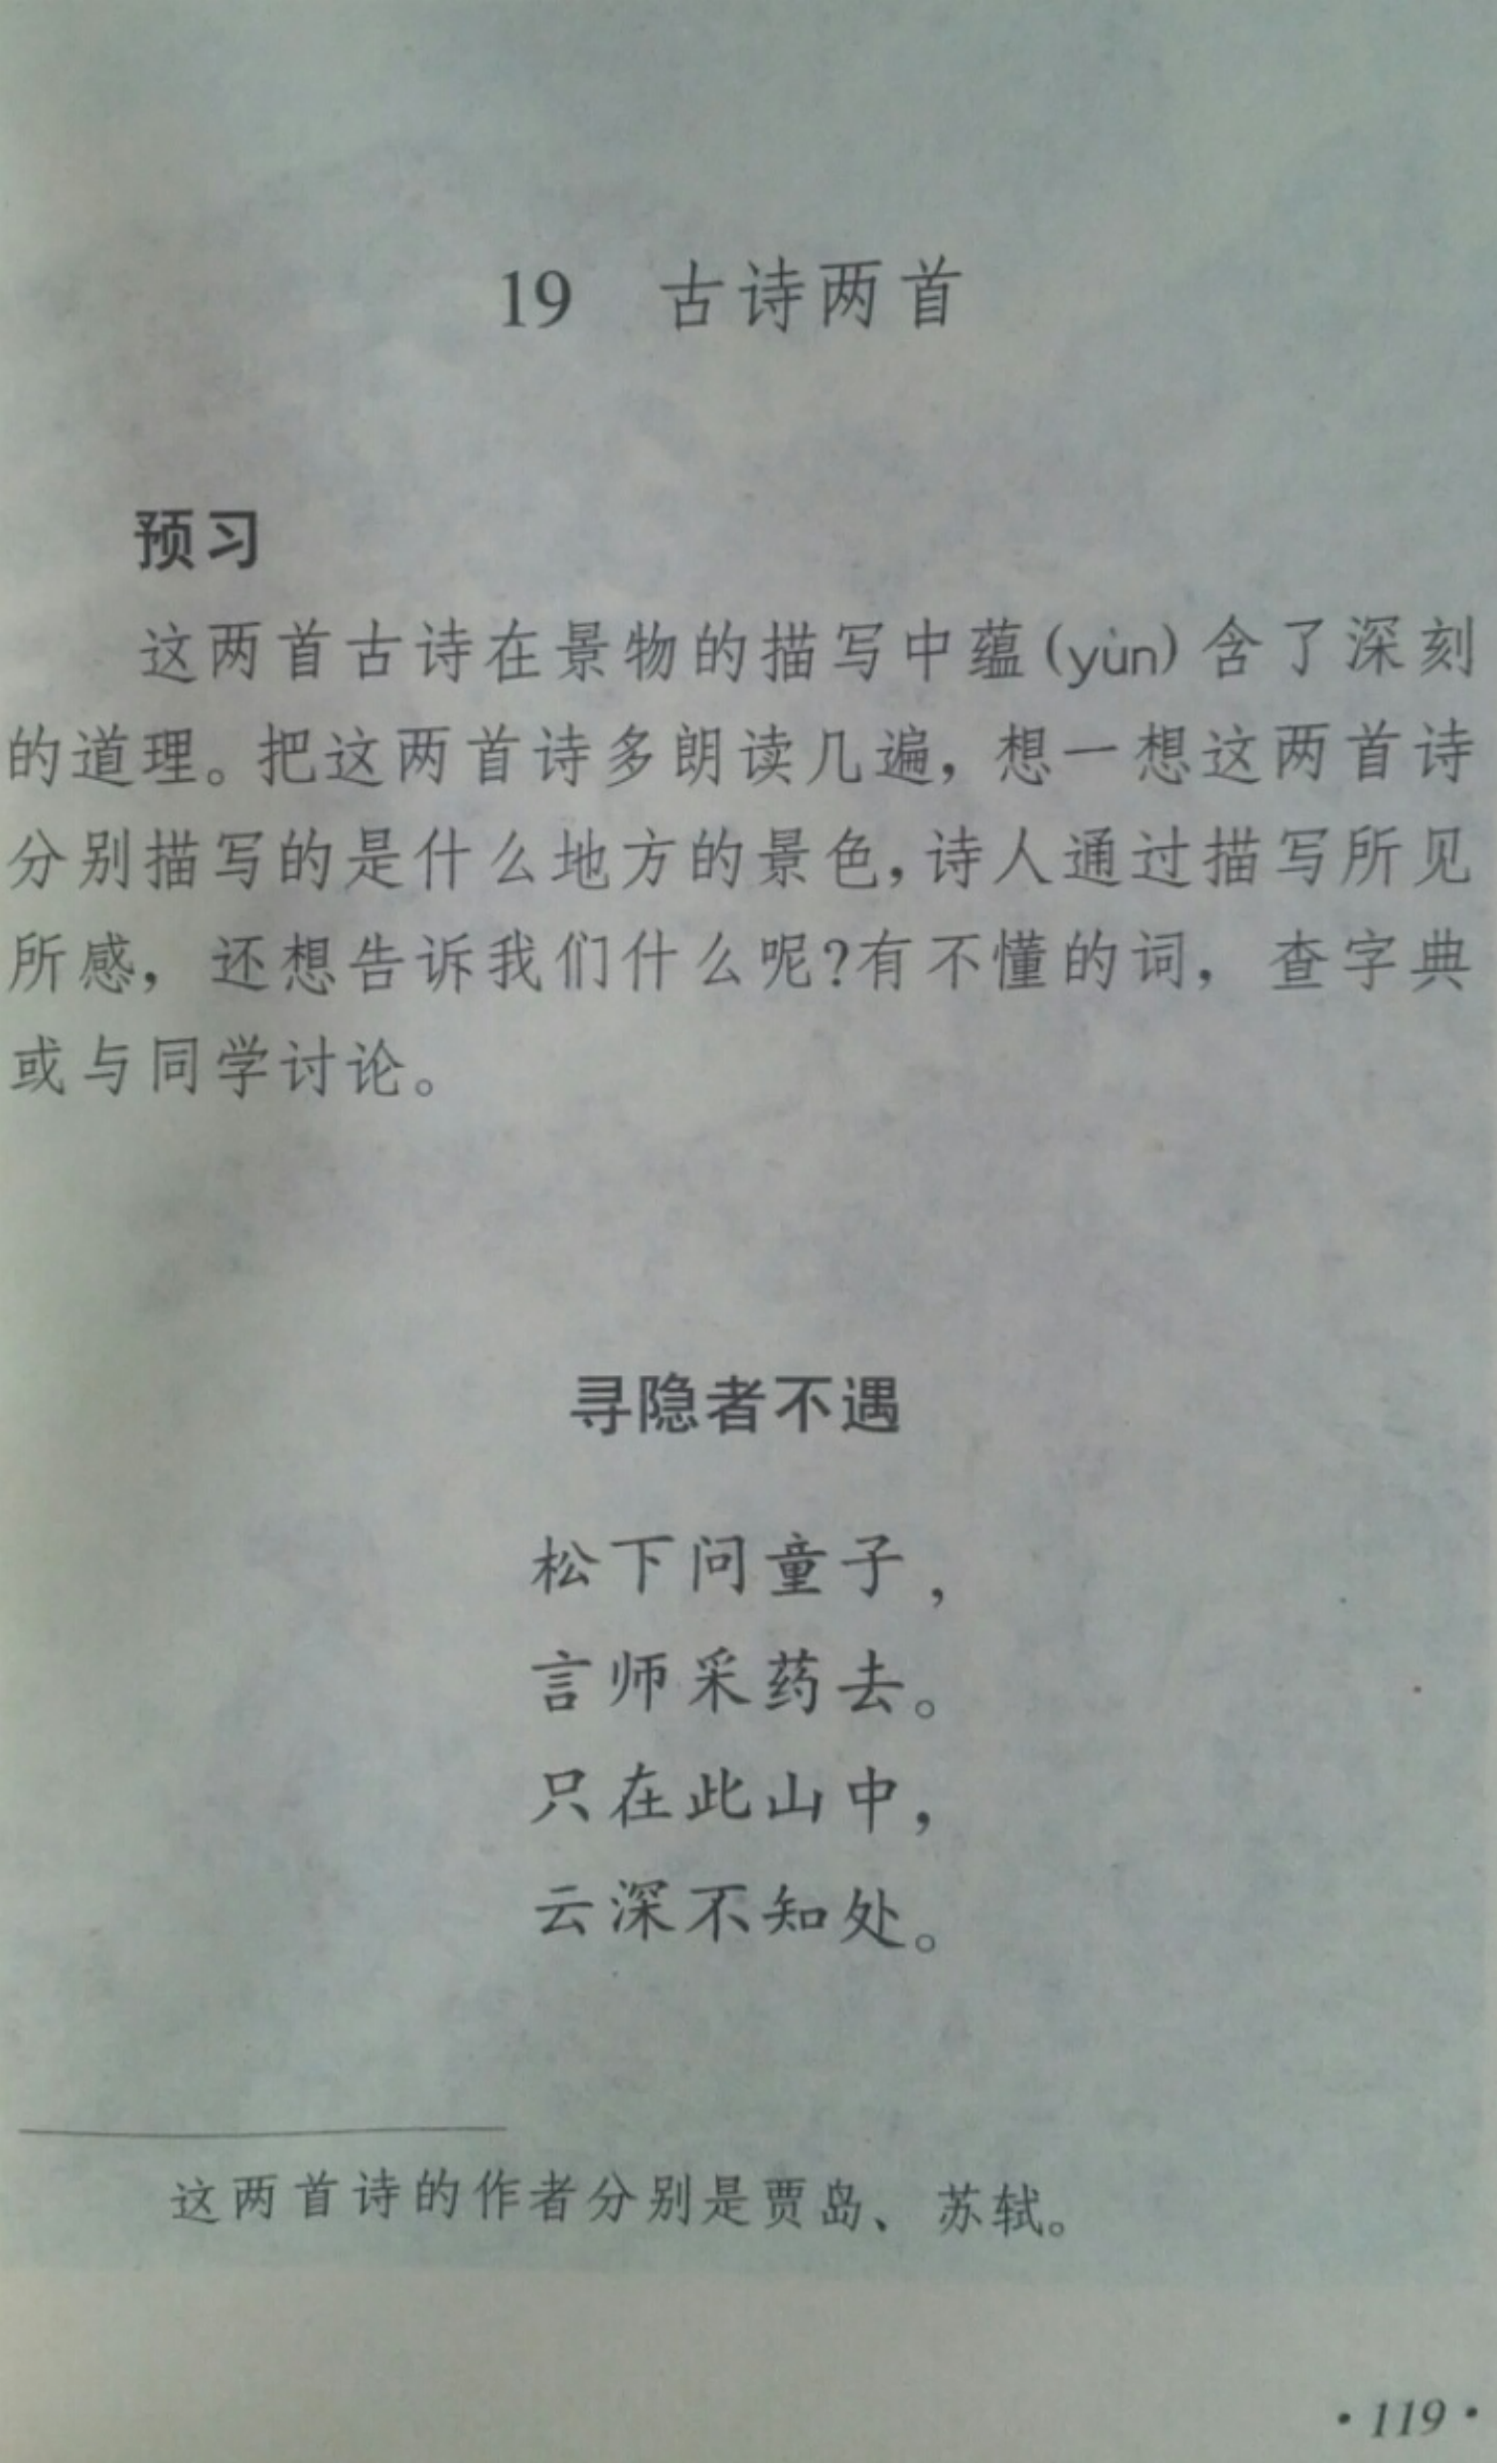 19 古诗两首
预习
这两首古诗在景物的描写中蕴(yùn)含了深刻
的道理。把这两首诗多朗读几遍，想一想这两首诗
分别描写的是什么地方的景色，诗人通过描写所见
所感，还想告诉我们什么呢？有不懂的词，查字典
或与同学讨论。
寻隐者不遇
松下问童子，
言师采药去。
只在此山中，
云深不知处。
这两首诗的作者分别是贾岛、苏轼。
·119·